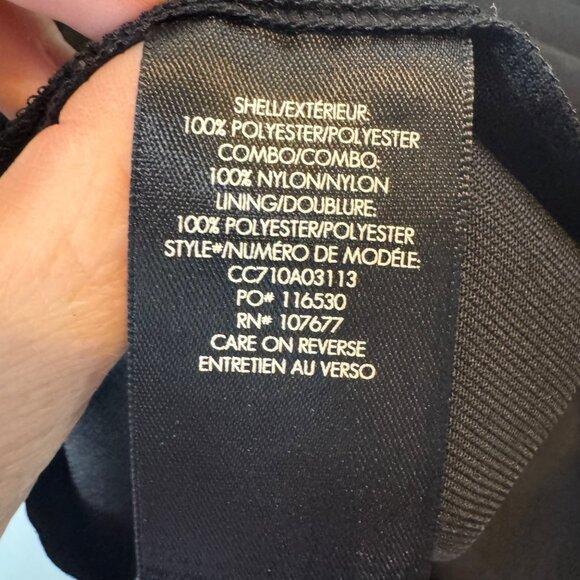 SHELL/EXTÉRIEUR:
100% POLYESTER/POLYESTER
COMBO/COMBO:
100% NYLON/NYLON
LINING/DOUBLURE:
100% POLYESTER/POLYESTER
STYLE#/NUMÉRO DE MODÉLE:
CC710A03113
PO# 116530
RN# 107677
CARE ON REVERSE
ENTRETIEN AU VERSO